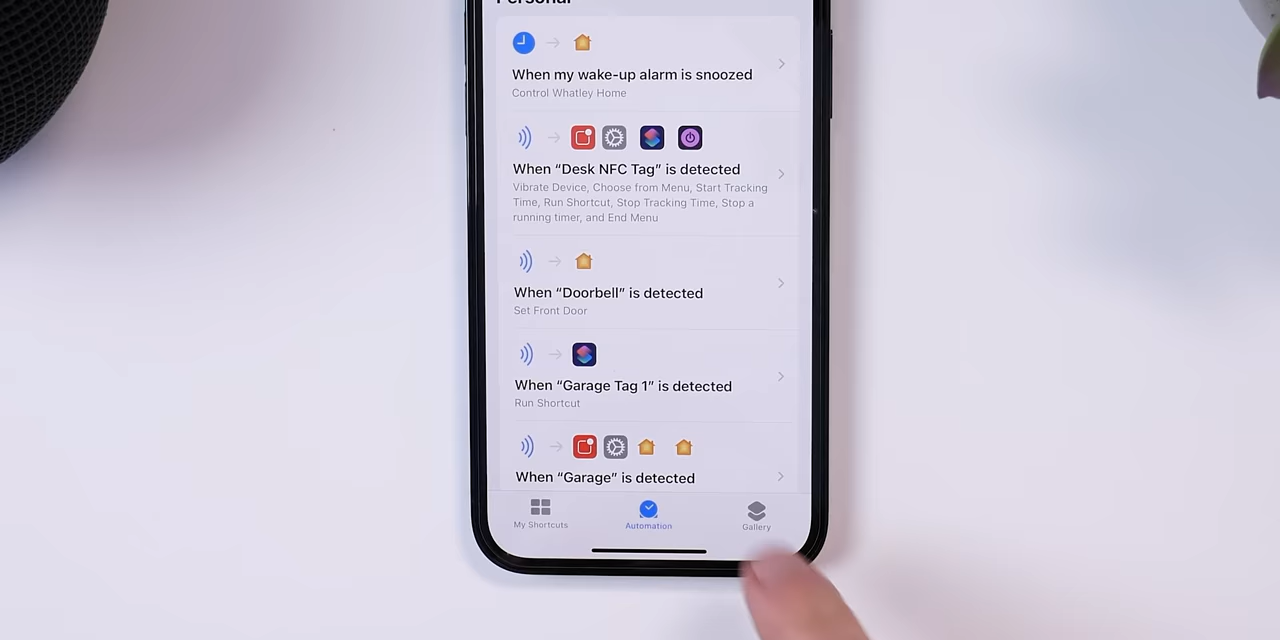 Personal
When my wake-up alarm is snoozed
Control Whatley Home
When “Desk NFC Tag” is detected
Vibrate Device, Choose from Menu, Start Tracking
Time, Run Shortcut, Stop Tracking Time, Stop a
running timer, and End Menu
When “Doorbell” is detected
Set Front Door
When “Garage Tag 1” is detected
Run Shortcut
When “Garage” is detected
My Shortcuts
Automation
Gallery